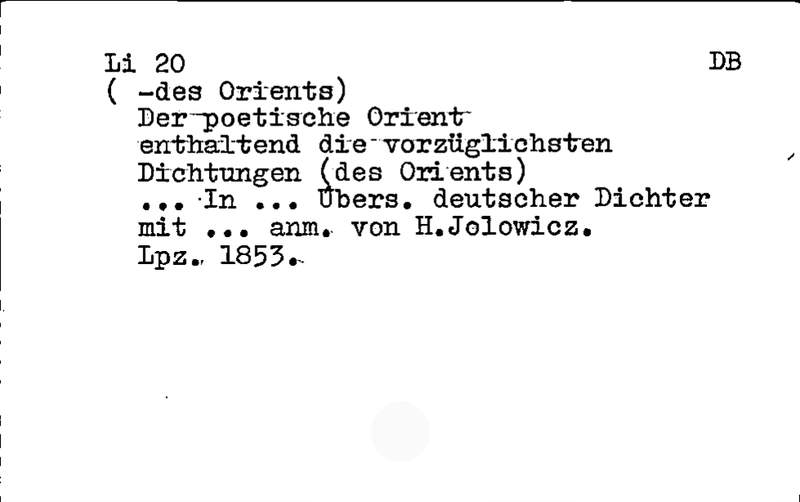 Li 20 DB
( -des Orients)
Der poetische Orient
enthaltend die vorzüglichsten
Dichtungen (des Orients)
... In ... Übers. deutscher Dichter
mit ... anm. von H.Jolowicz.
Lpz., 1853.